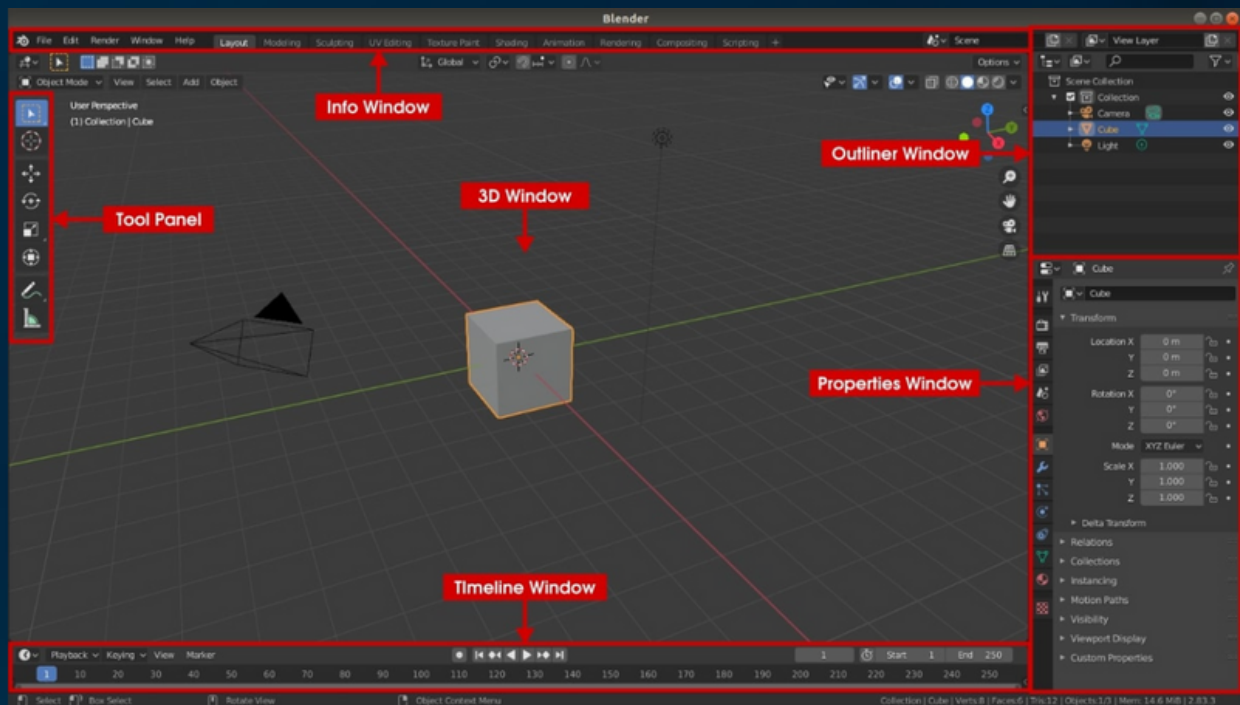 Blender
File Edit Render Window Help Layout Modeling Sculpting UV Editing Texture Paint Shading Animation Rendering Compositing Scripting + Scene View Layer
Global Options
Object Mode View Select Add Object
User Perspective
(1) Collection | Cube
Info Window
Scene Collection
Collection
Camera
Cube
Light
Z
Y
X
Outliner Window
3D Window
Tool Panel
Cube
Cube
Transform
Location X 0 m
Y 0 m
Z 0 m
Properties Window
Rotation X 0°
Y 0°
Z 0°
Mode XYZ Euler
Scale X 1.000
Y 1.000
Z 1.000
Delta Transform
Relations
Collections
Instancing
Motion Paths
Visibility
Viewport Display
Custom Properties
TImeline Window
Playback Keying View Marker 1 Start 1 End 250
1 10 20 30 40 50 60 70 80 90 100 110 120 130 140 150 160 170 180 190 200 210 220 230 240 250
Select Box Select Rotate View Object Context Menu Collection | Cube | Verts:8 | Faces:6 | Tris:12 | Objects:1/3 | Mem: 14.6 MiB | 2.83.3